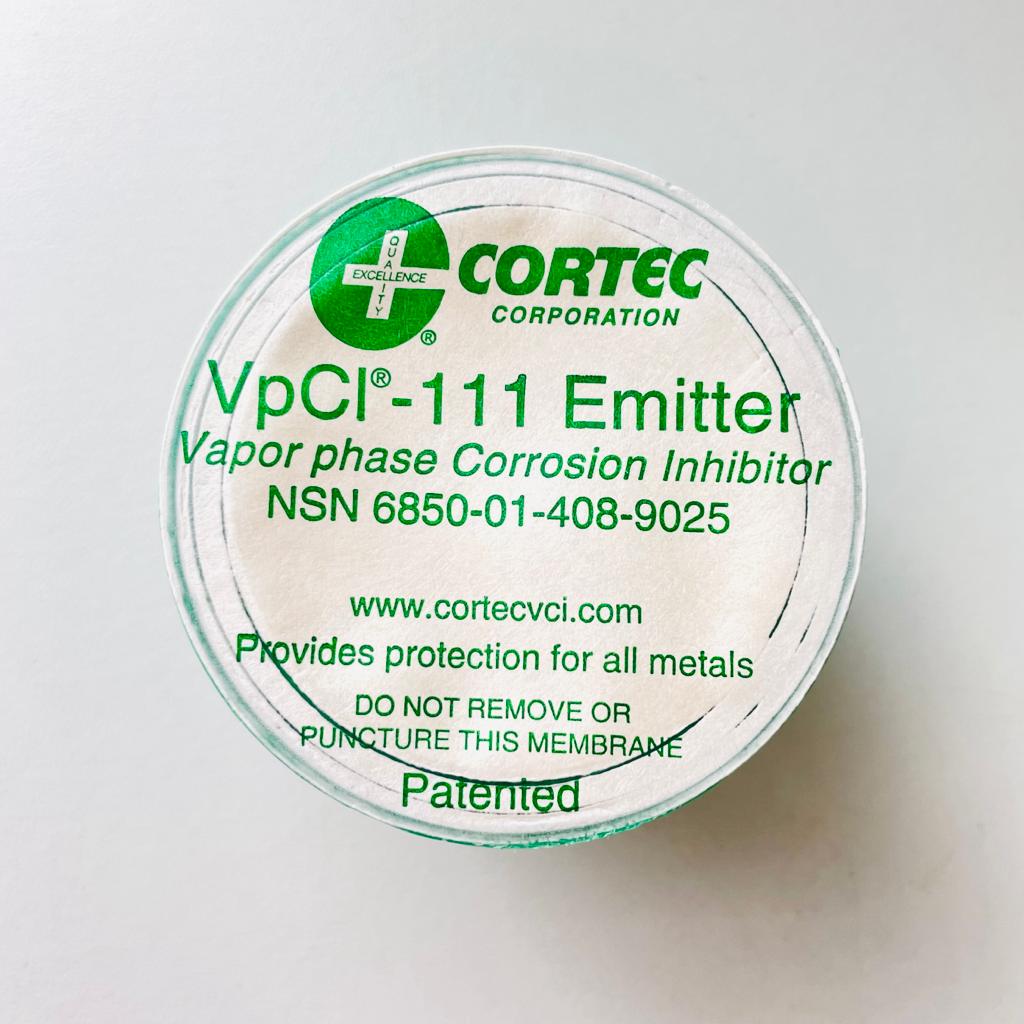 QUALITY
EXCELLENCE
®
CORTEC
CORPORATION
VpCI®-111 Emitter
Vapor phase Corrosion Inhibitor
NSN 6850-01-408-9025
www.cortecvci.com
Provides protection for all metals
DO NOT REMOVE OR
PUNCTURE THIS MEMBRANE
Patented